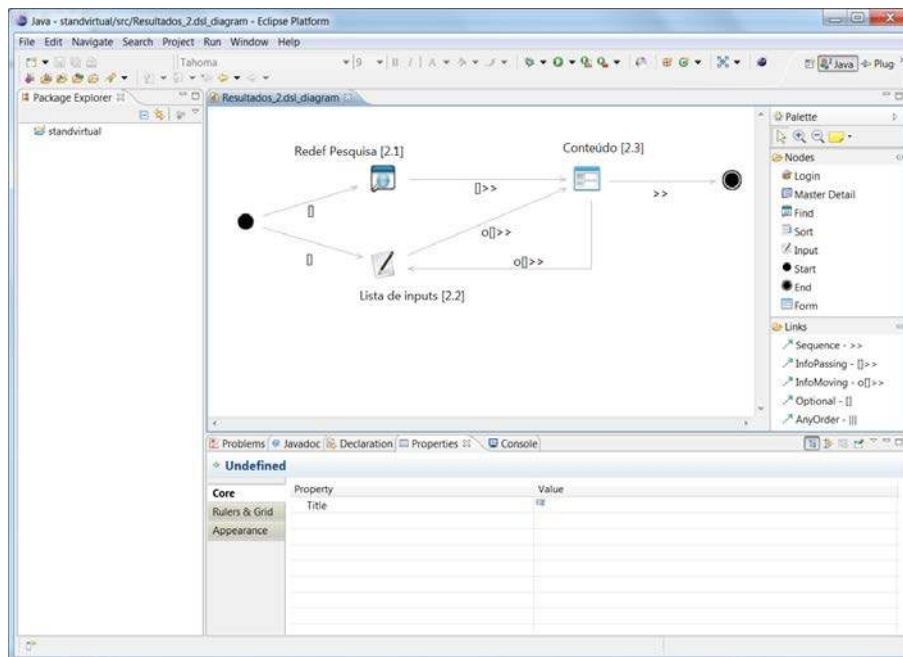 Java - standvirtual/src/Resultados_2.dsl_diagram - Eclipse Platform
File Edit Navigate Search Project Run Window Help
Tahoma 9 B I A Java Plug
Package Explorer
standvirtual
Resultados_2.dsl_diagram
Redef Pesquisa [2.1]
Conteúdo [2.3]
[]
[]>>
>>
o[]>>
[]
o[]>>
Lista de inputs [2.2]
Palette
Nodes
Login
Master Detail
Find
Sort
Input
Start
End
Form
Links
Sequence - >>
InfoPassing - []>>
InfoMoving - o[]>>
Optional - []
AnyOrder - |||
Problems Javadoc Declaration Properties Console
Undefined
Core
Rulers & Grid
Appearance
Property Value
Title